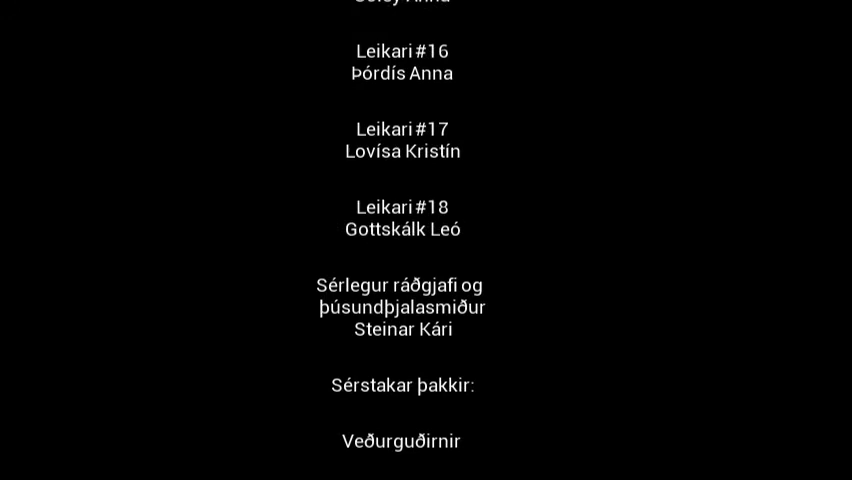 Leikari #16
Þórdís Anna
Leikari #17
Lovísa Kristín
Leikari #18
Gottskálk Leó
Sérlegur ráðgjafi og
þúsundþjalasmiður
Steinar Kári
Sérstakar þakkir:
Veðurguðirnir